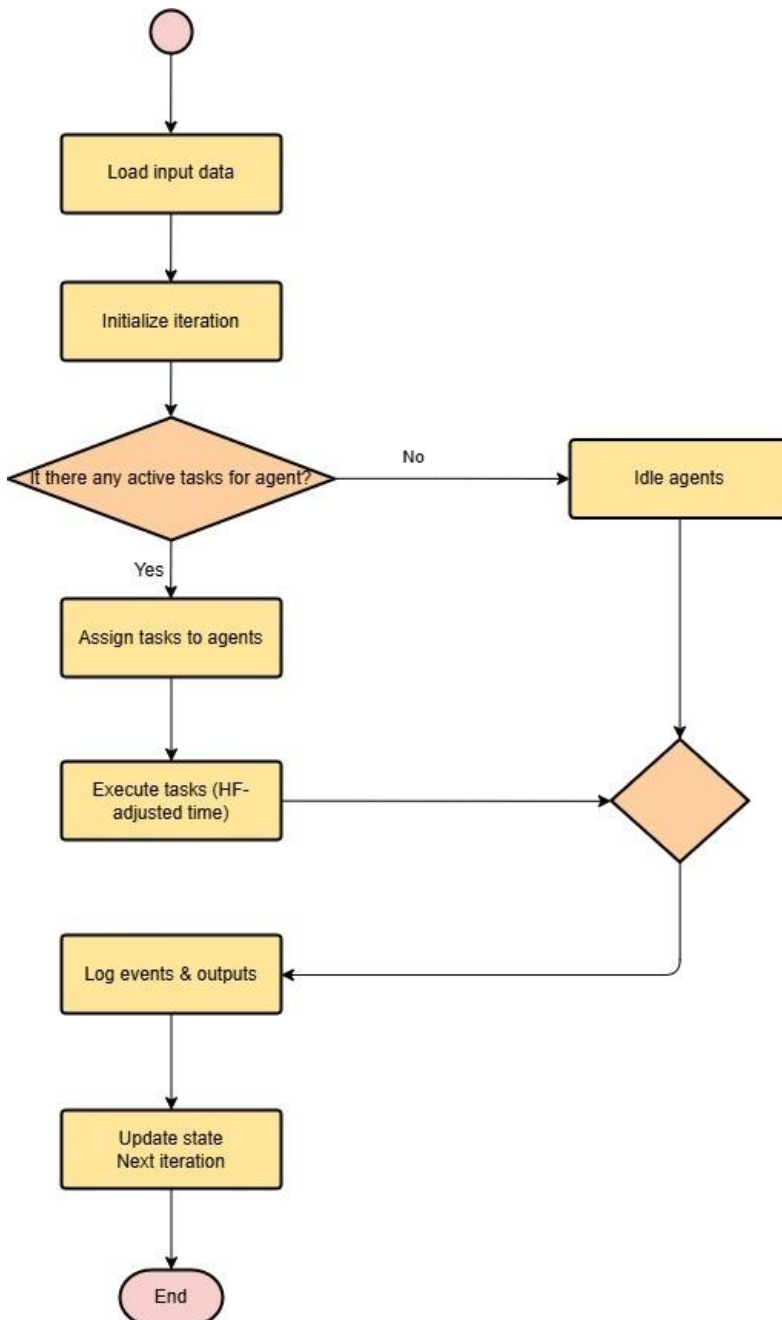 Load input data
Initialize iteration
It there any active tasks for agent?
No
Idle agents
Yes
Assign tasks to agents
Execute tasks (HF-
adjusted time)
Log events & outputs
Update state
Next iteration
End